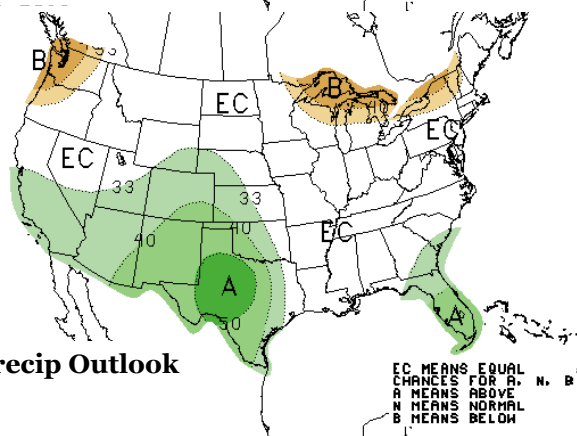 B
33
B
40
EC
EC
EC
33
33
40
40
EC
A
A
50
recip Outlook
EC MEANS EQUAL
CHANCES FOR A, N, B
A MEANS ABOVE
N MEANS NORMAL
B MEANS BELOW